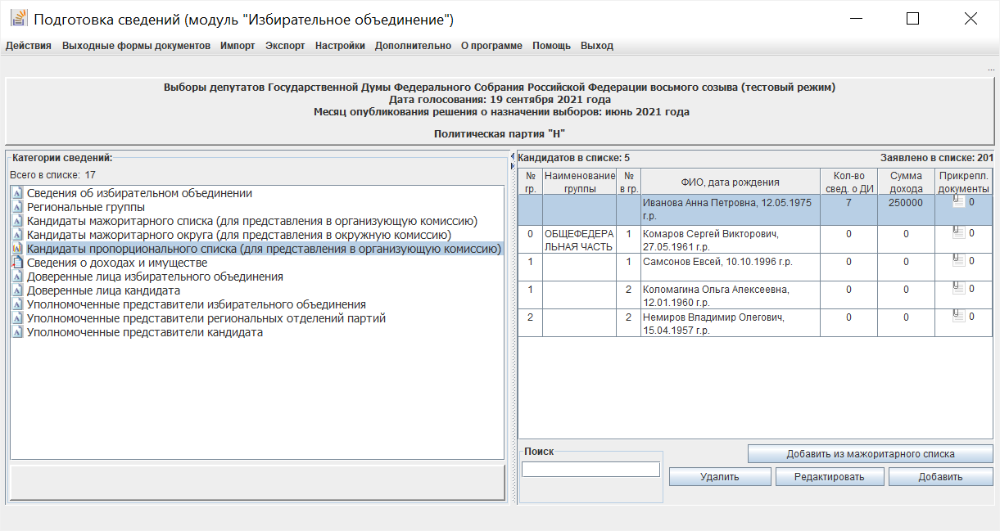 Подготовка сведений (модуль "Избирательное объединение")
Действия Выходные формы документов Импорт Экспорт Настройки Дополнительно О программе Помощь Выход
...
Выборы депутатов Государственной Думы Федерального Собрания Российской Федерации восьмого созыва (тестовый режим)
Дата голосования: 19 сентября 2021 года
Месяц опубликования решения о назначении выборов: июнь 2021 года
Политическая партия "Н"
Категории сведений:
Всего в списке: 17
Сведения об избирательном объединении
Региональные группы
Кандидаты мажоритарного списка (для представления в организующую комиссию)
Кандидаты мажоритарного округа (для представления в окружную комиссию)
Кандидаты пропорционального списка (для представления в организующую комиссию)
Сведения о доходах и имуществе
Доверенные лица избирательного объединения
Доверенные лица кандидата
Уполномоченные представители избирательного объединения
Уполномоченные представители региональных отделений партий
Уполномоченные представители кандидата
Кандидатов в списке: 5 Заявлено в списке: 201
№ Наименование № ФИО, дата рождения Кол-во Сумма Прикрепл.
гр. группы в гр. свед. о ДИ дохода документы
Иванова Анна Петровна, 12.05.1975 7 250000 0
г.р.
0 ОБЩЕФЕДЕРА 1 Комаров Сергей Викторович, 0 0 0
ЛЬНАЯ ЧАСТЬ 27.05.1961 г.р.
1 1 Самсонов Евсей, 10.10.1996 г.р. 0 0 0
1 2 Коломагина Ольга Алексеевна, 0 0 0
12.01.1960 г.р.
2 2 Немиров Владимир Олегович, 0 0 0
15.04.1957 г.р.
Поиск
Добавить из мажоритарного списка
Удалить Редактировать Добавить